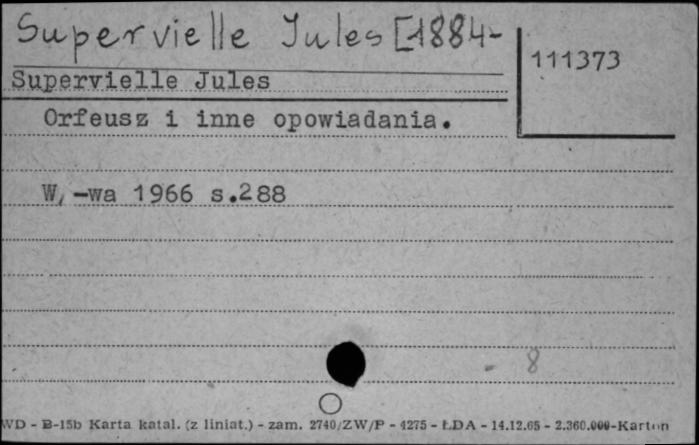 Supervielle Jules [1884-
111373
Supervielle Jules
Orfeusz i inne opowiadania.
W,-wa 1966 s.288
- 8
WD - B-15b Karta katal. (z liniat.) - zam. 2740/ZW/P - 4275 - ŁDA - 14.12.65 - 2.360.000-Karton